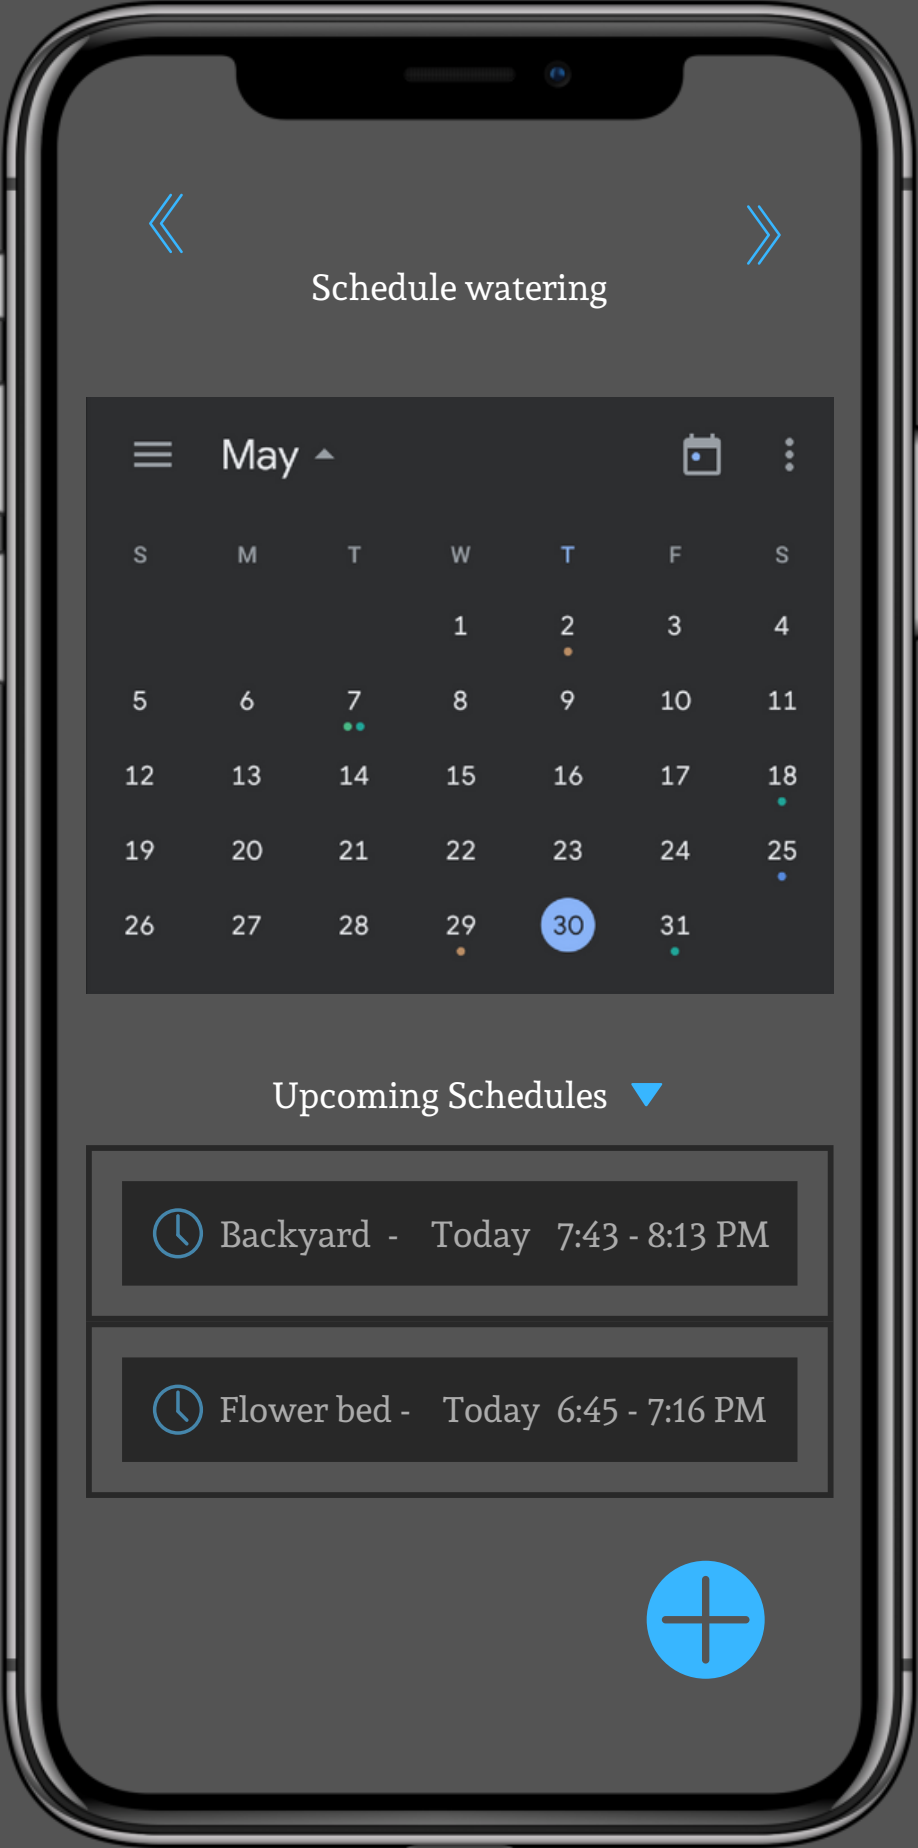 Schedule watering
May
S M T W T F S
1 2 3 4
5 6 7 8 9 10 11
12 13 14 15 16 17 18
19 20 21 22 23 24 25
26 27 28 29 30 31
Upcoming Schedules
Backyard - Today 7:43 - 8:13 PM
Flower bed - Today 6:45 - 7:16 PM